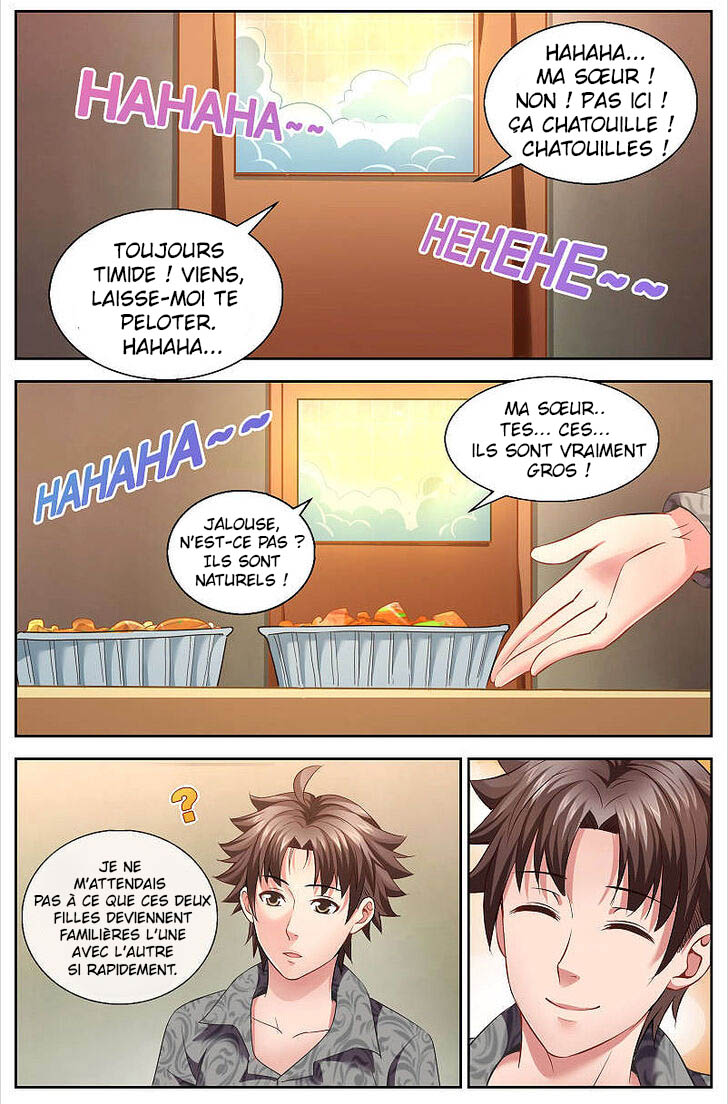 HAHAHA...
MA SŒUR !
NON ! PAS ICI !
ÇA CHATOUILLE !
CHATOUILLES !
HAHAHA~~
TOUJOURS
TIMIDE ! VIENS,
LAISSE-MOI TE
PELOTER.
HAHAHA...
HEHEHE~~
HAHAHA~~
MA SŒUR..
TES... CES...
ILS SONT VRAIMENT
GROS !
JALOUSE,
N'EST-CE PAS ?
ILS SONT
NATURELS !
?
JE NE
M'ATTENDAIS
PAS À CE QUE CES DEUX
FILLES DEVIENNENT
FAMILIÈRES L'UNE
AVEC L'AUTRE
SI RAPIDEMENT.